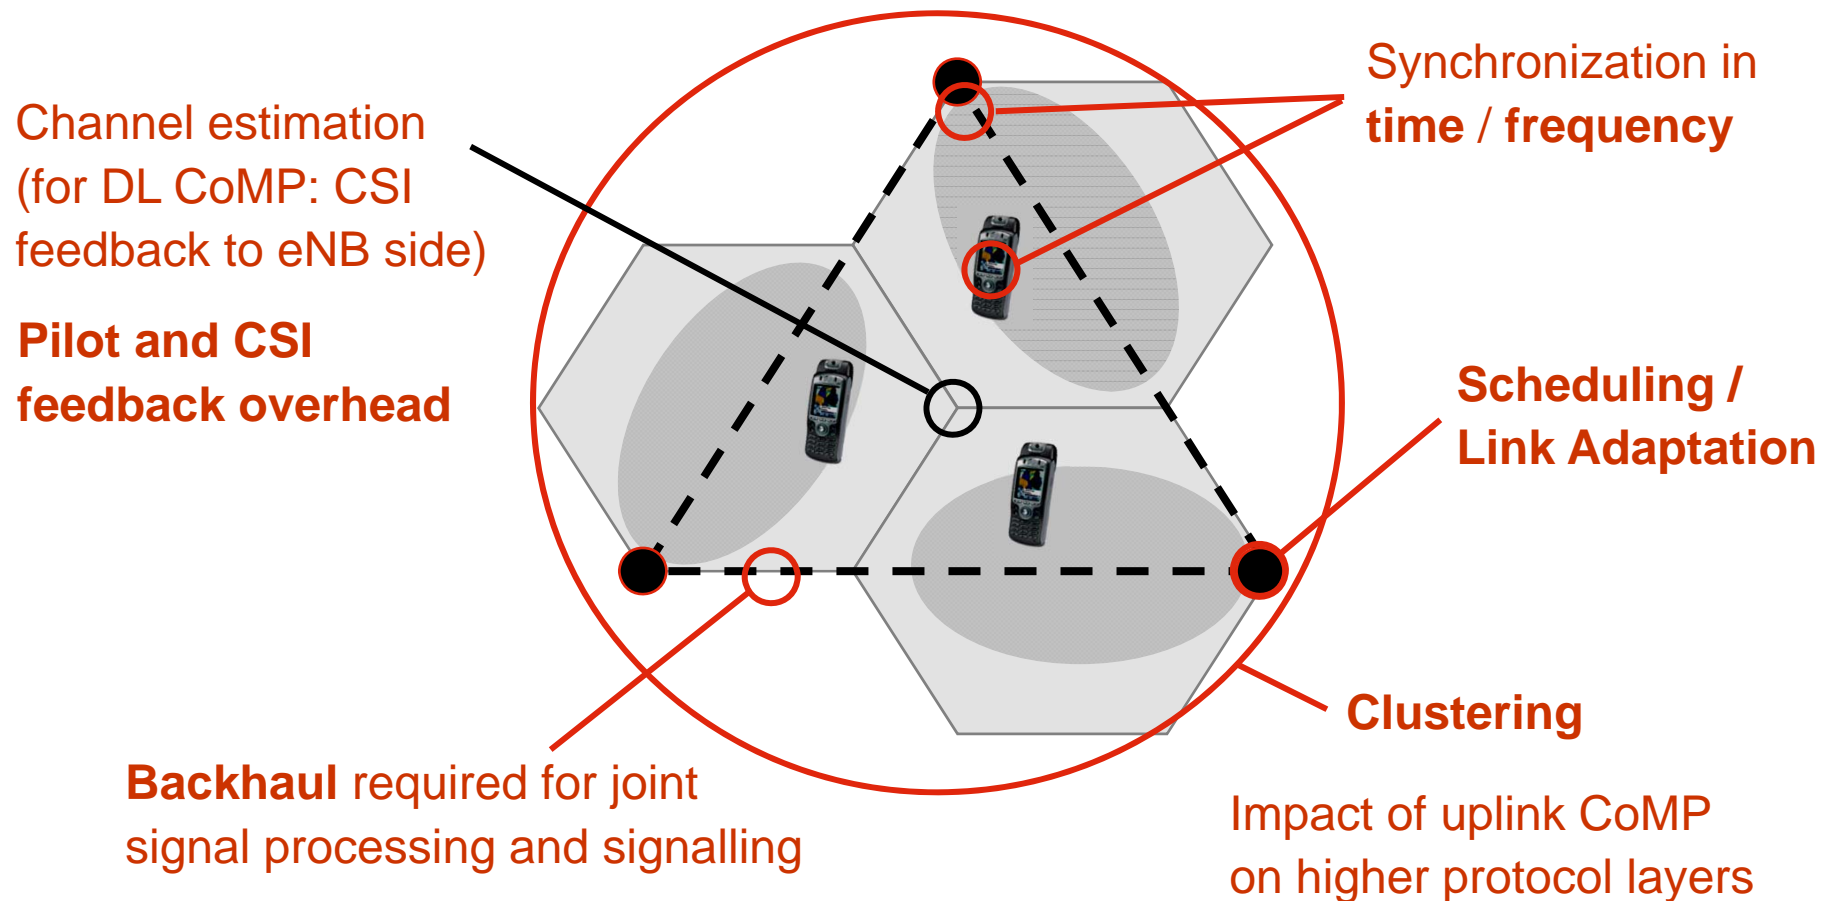 Channel estimation
(for DL CoMP: CSI
feedback to eNB side)
Pilot and CSI
feedback overhead
Synchronization in
time / frequency
Scheduling /
Link Adaptation
Clustering
Backhaul required for joint
signal processing and signalling
Impact of uplink CoMP
on higher protocol layers